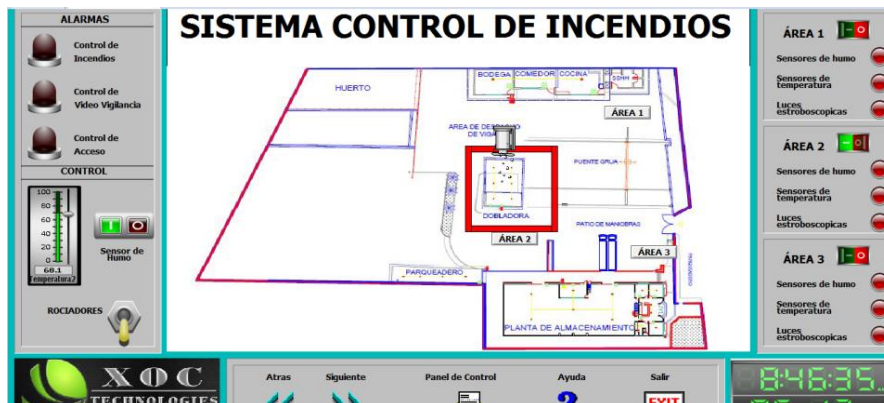 SISTEMA CONTROL DE INCENDIOS
ALARMAS
Control de
Incendios
Control de
Video Vigilancia
Control de
Acceso
CONTROL
100
80
60
40
20
0
68.1
Temperatura2
Sensor de
Humo
ROCIADORES
HUERTO
BODEGA
COMEDOR
COCINA
SSHH
ÁREA 1
PUENTE GRUA
DOBLADORA
ÁREA 2
PATIO DE MANIOBRAS
ÁREA 3
PARQUEADERO
PLANTA DE ALMACENAMIENTO
ÁREA 1
Sensores de humo
Sensores de
temperatura
Luces
estroboscopicas
ÁREA 2
Sensores de humo
Sensores de
temperatura
Luces
estroboscopicas
ÁREA 3
Sensores de humo
Sensores de
temperatura
Luces
estroboscopicas
XOC
TECHNOLOGIES
Atras
Siguiente
Panel de Control
Ayuda
Salir
EXIT
8:46:35